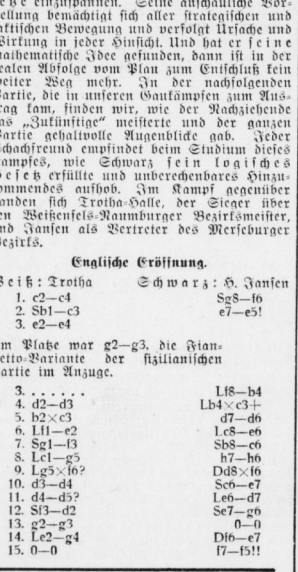 einzuspannen. Seine anschauliche Vor-
lung bemächtigt sich aller strategischen und
aktischen Bewegung und verfolgt Ursache und
Wirkung in jeder Hinsicht. Und hat er seine
mathematische Idee gefunden, dann ist in der
realen Abfolge vom Plan zum Entschluß kein
weiter Weg mehr. In der nachfolgenden
Partie, die in unseren Gaukämpfen zum Aus-
trag kam, finden wir, wie der Nachziehende
das „Zukünftige" meisterte und der ganzen
Partie gehaltvolle Augenblicke gab. Jeder
Schachfreund empfindet beim Studium dieses
Kampfes, wie Schwarz sein logisches
Gesetz erfüllte und unberechenbares Hinzu-
kommendes aufhob. Im Kampf gegenüber
standen sich Trotha-Halle, der Sieger über
den Weißenfels-Naumburger Bezirksmeister,
und Jansen als Vertreter des Merseburger
Bezirks.
Englische Eröffnung.
Weiß: Trotha Schwarz: H. Jansen
1. c2—c4 Sg8—f6
2. Sb1—c3 e7—e5!
3. e2—e4
Am Platze war g2—g3, die Fian-
chetto-Variante der sizilianischen
Partie im Anzuge.
3. . . . . . . . Lf8—b4
4. d2—d3 Lb4×c3+
5. b2×c3 d7—d6
6. Lf1—e2 Lc8—e6
7. Sg1—f3 Sb8—c6
8. Lc1—g5 h7—h6
9. Lg5×f6? Dd8×f6
10. d3—d4 Sc6—e7
11. d4—d5? Le6—d7
12. Sf3—d2 Se7—g6
13. g2—g3 0—0
14. Le2—g4 Df6—e7
15. 0—0 f7—f5!!